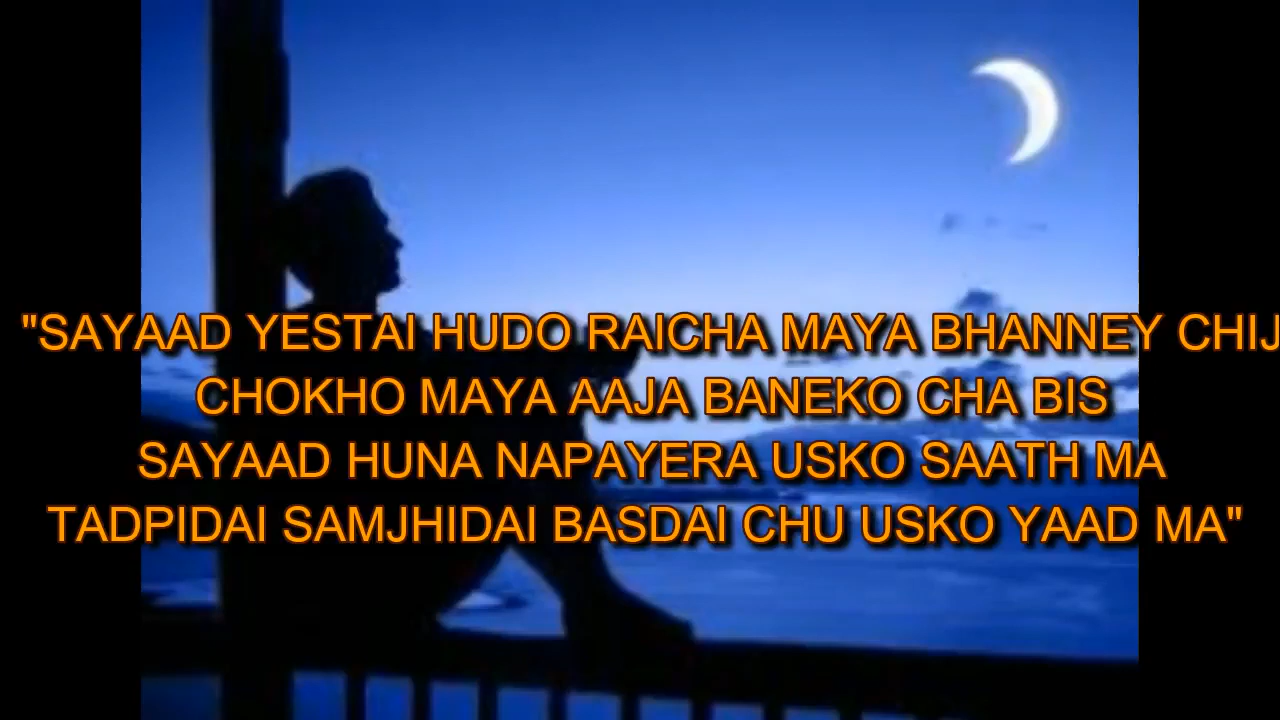 "SAYAAD YESTAI HUDO RAICHA MAYA BHANNEY CHIJ
CHOKHO MAYA AAJA BANEKO CHA BIS
SAYAAD HUNA NAPAYERA USKO SAATH MA
TADPIDAI SAMJHIDAI BASDAI CHU USKO YAAD MA"